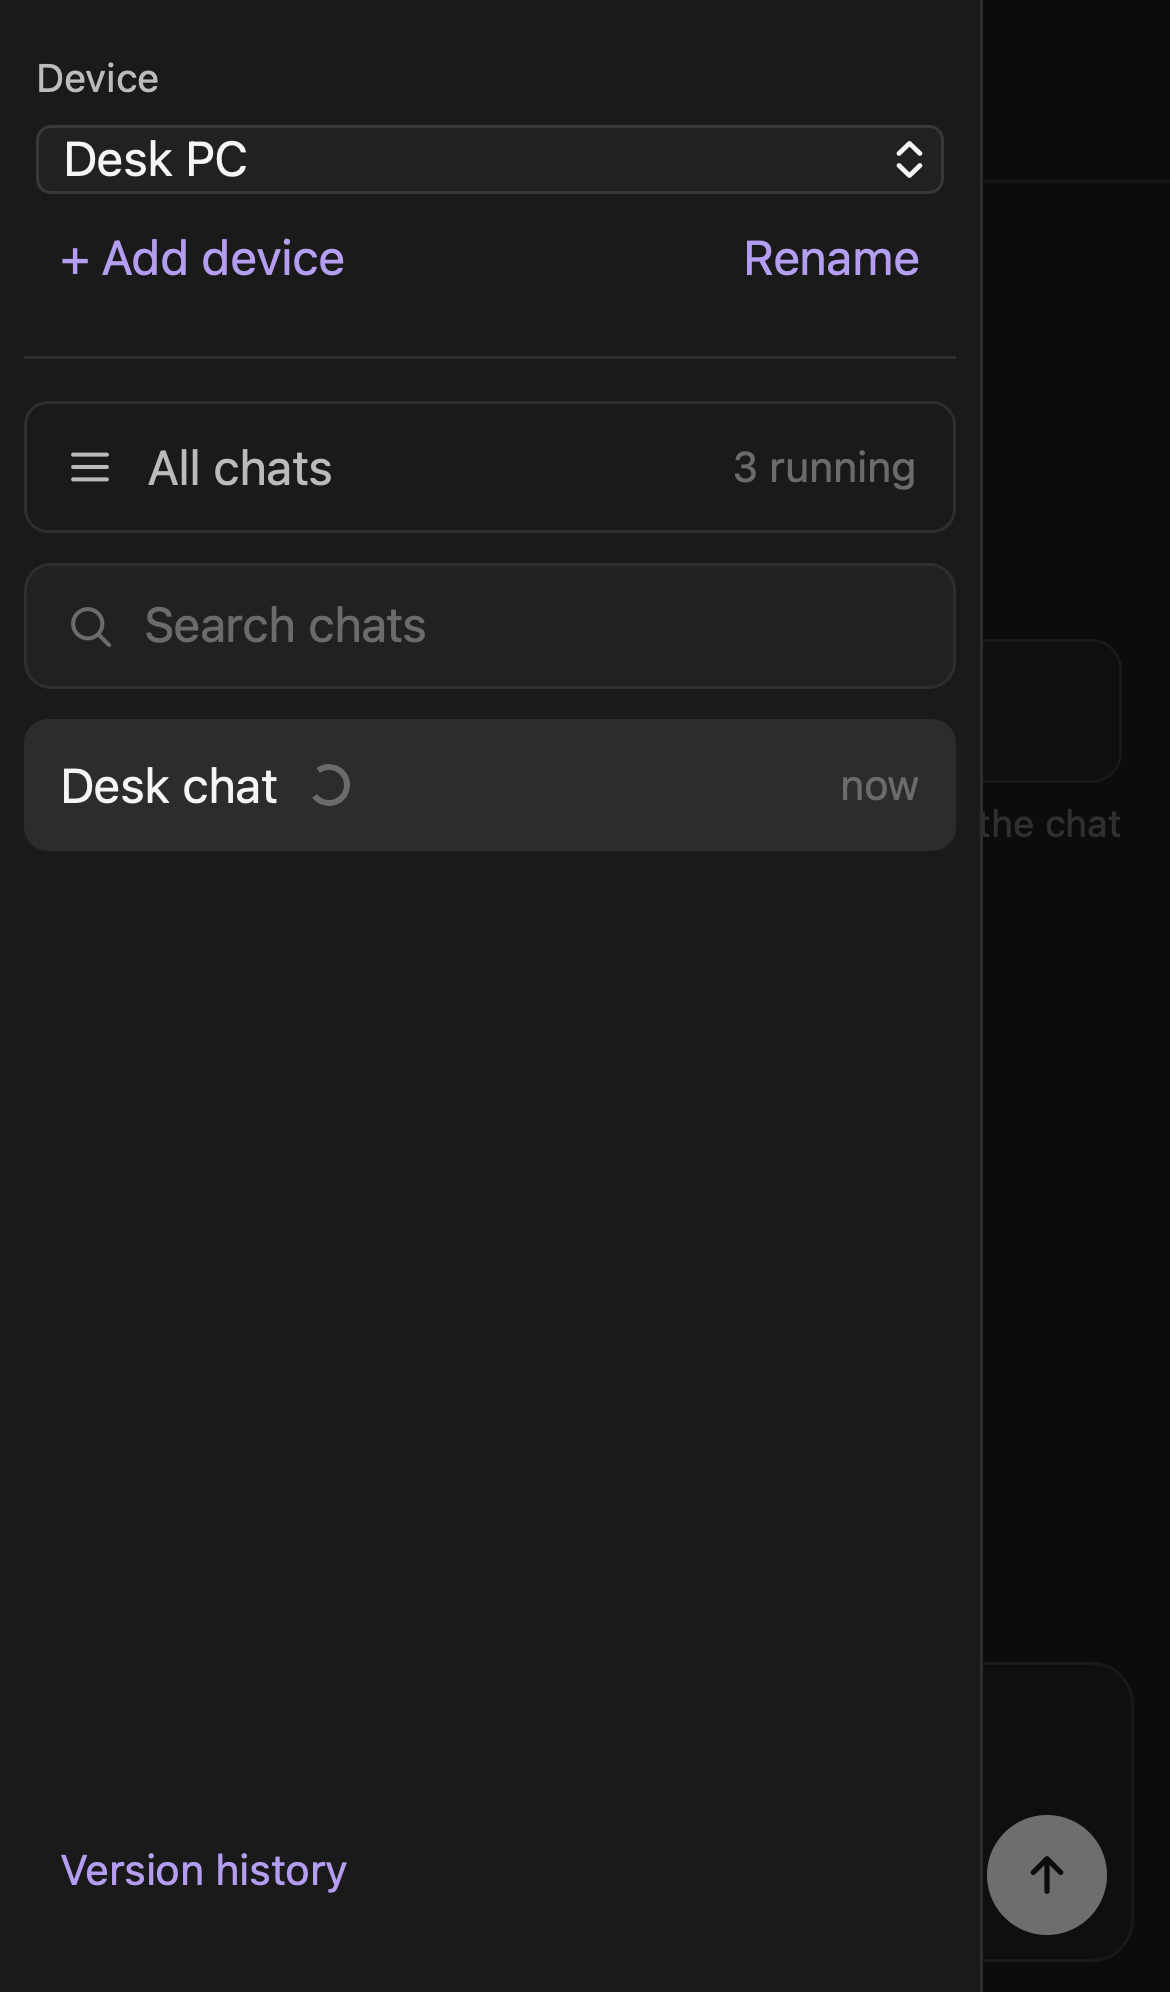 Device
Desk PC
+ Add device
Rename
All chats
3 running
Search chats
Desk chat
now
the chat
Version history